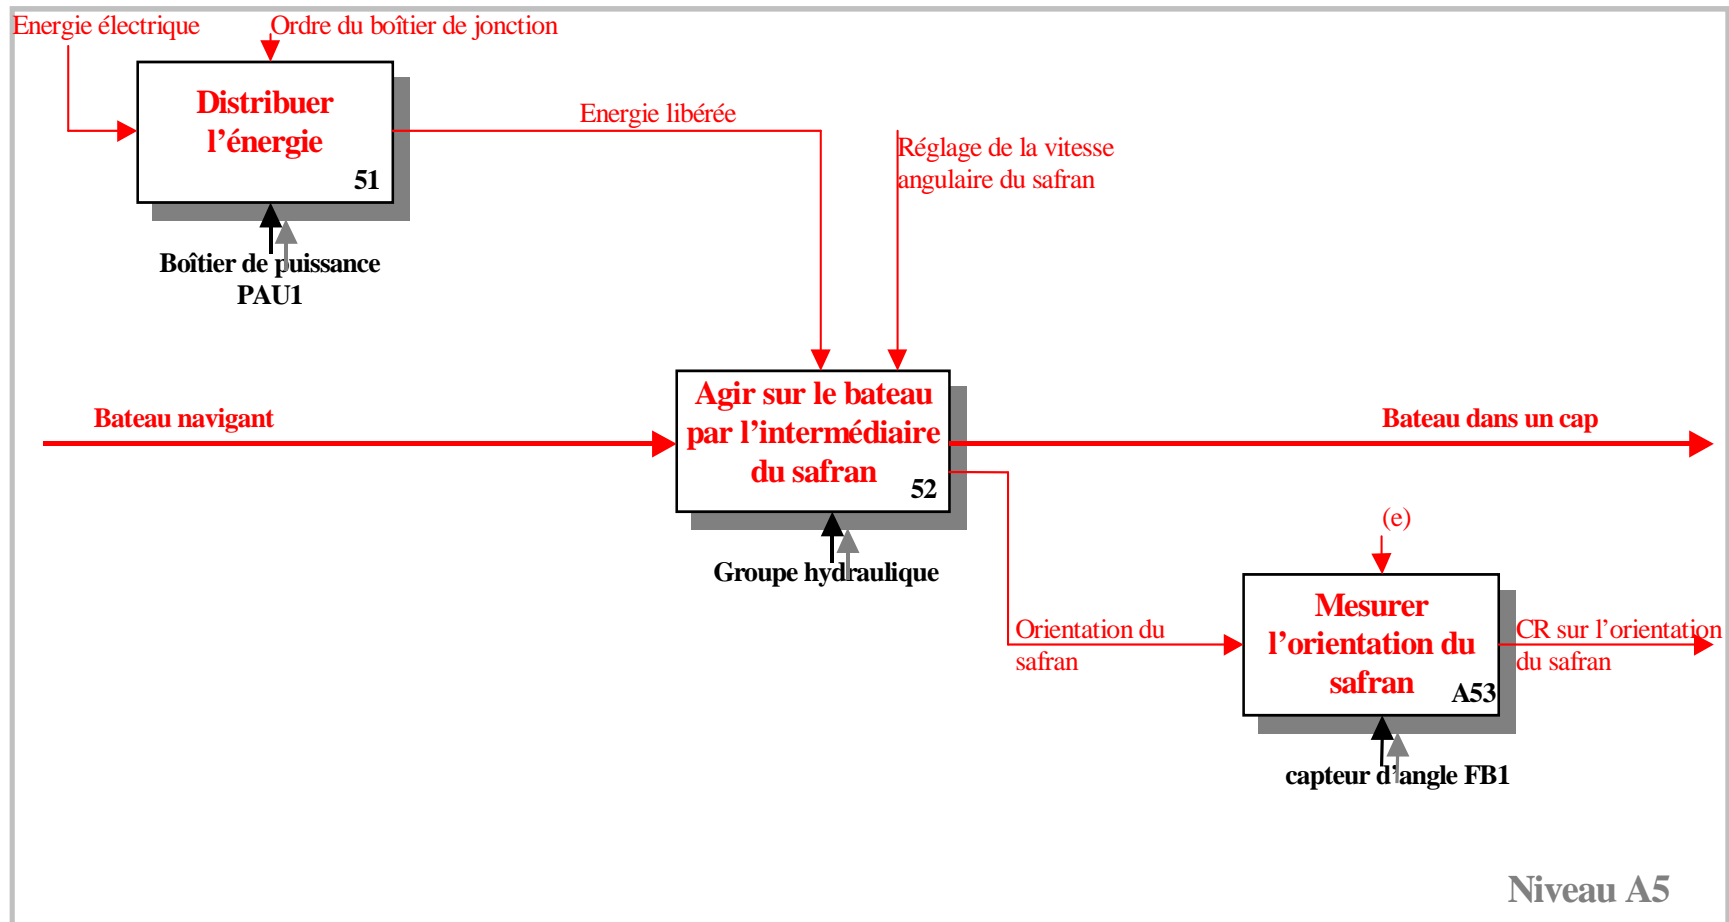 Energie électrique
Ordre du boîtier de jonction
Distribuer
l’énergie
51
Energie libérée
Réglage de la vitesse
angulaire du safran
Boîtier de puissance
PAU1
Bateau navigant
Agir sur le bateau
par l’intermédiaire
du safran
52
Bateau dans un cap
Groupe hydraulique
(e)
Orientation du
safran
Mesurer
l’orientation du
safran
A53
CR sur l’orientation
du safran
capteur d’angle FB1
Niveau A5